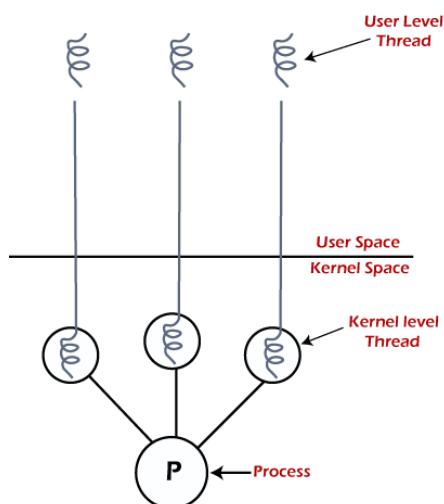 User Level
Thread
User Space
Kernel Space
Kernel level
Thread
P
Process